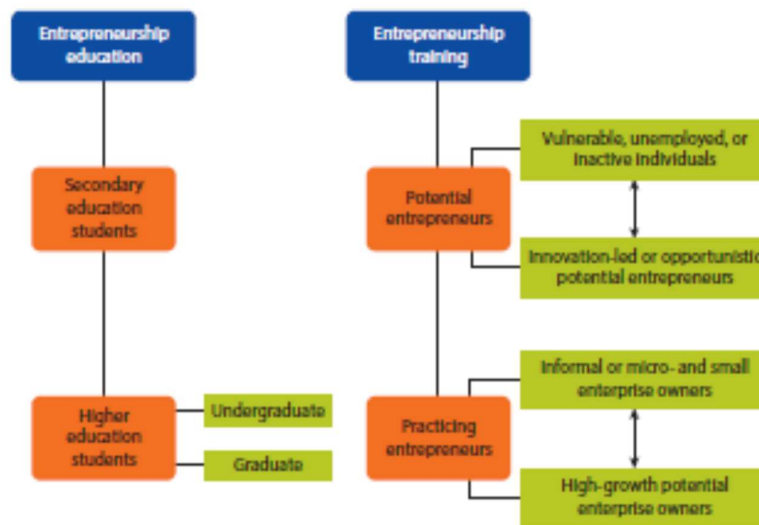 Entrepreneurship
education
Entrepreneurship
training
Vulnerable, unemployed, or
inactive individuals
Secondary
education
students
Potential
entrepreneurs
Innovation-led or opportunistic
potential entrepreneurs
Informal or micro- and small
enterprise owners
Higher
education
students
Undergraduate
Graduate
Practicing
entrepreneurs
High-growth potential
enterprise owners